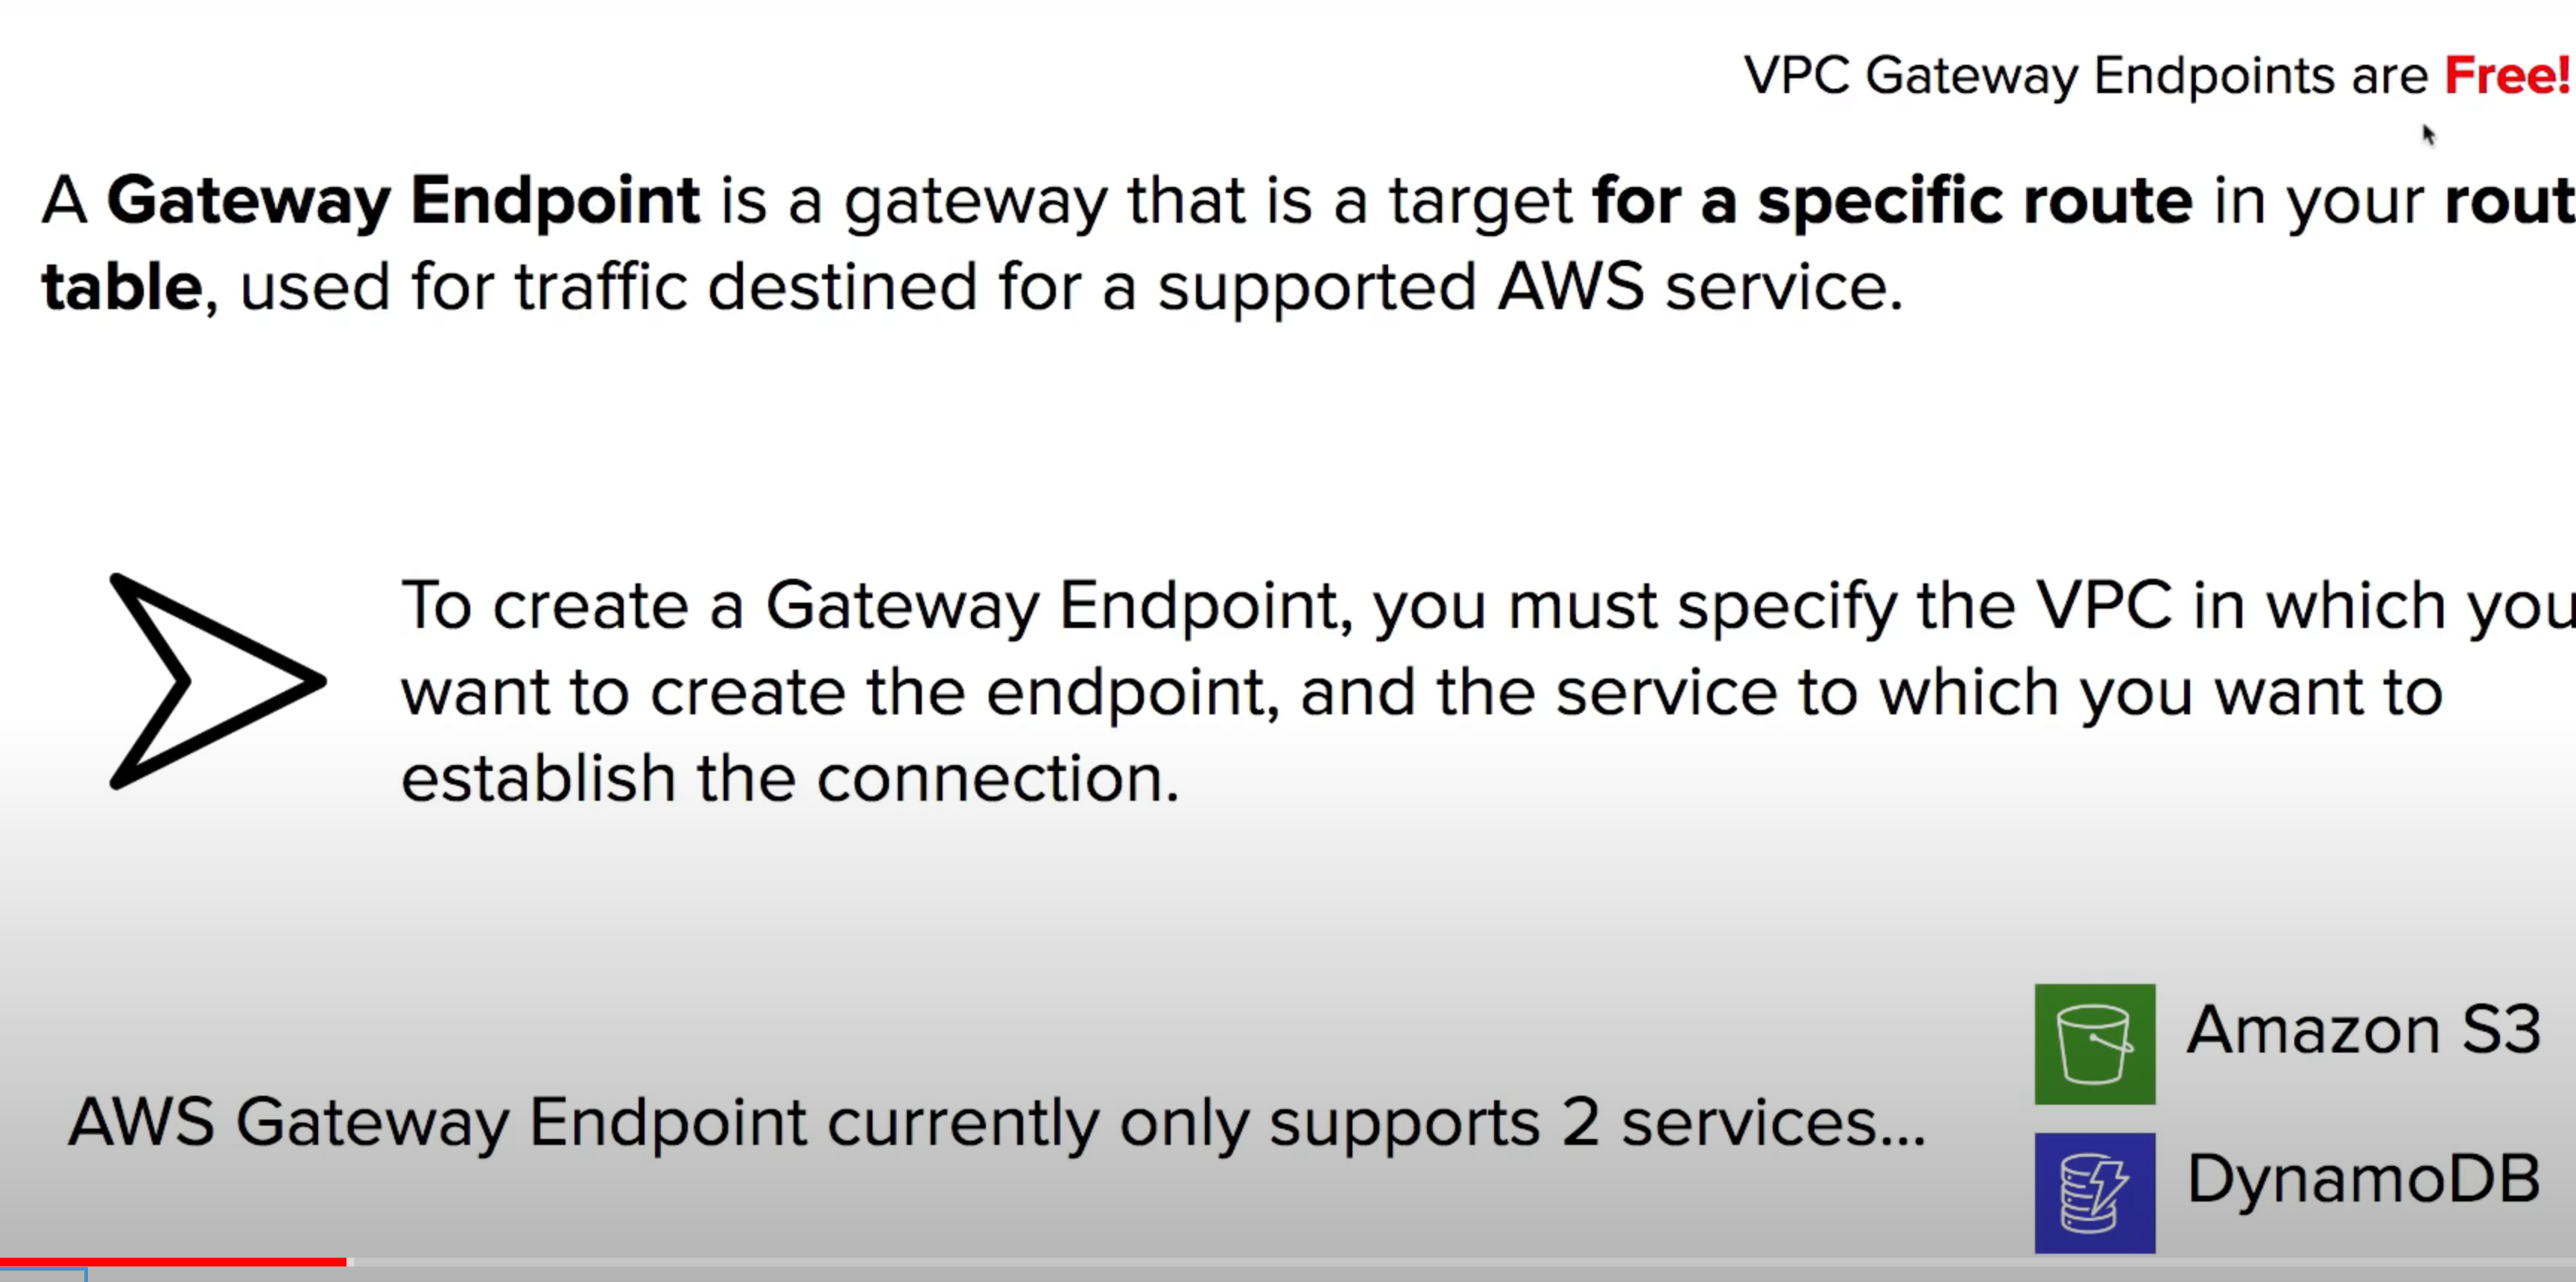 VPC Gateway Endpoints are Free!
A Gateway Endpoint is a gateway that is a target for a specific route in your rout
table, used for traffic destined for a supported AWS service.
To create a Gateway Endpoint, you must specify the VPC in which you
want to create the endpoint, and the service to which you want to
establish the connection.
AWS Gateway Endpoint currently only supports 2 services...
Amazon S3
DynamoDB